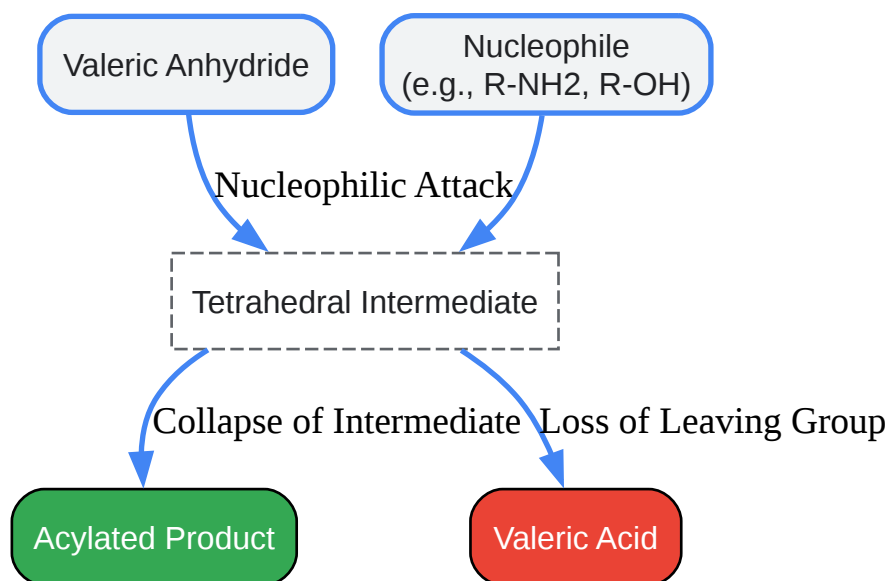 Valeric Anhydride
Nucleophile
(e.g., R-NH2, R-OH)
Nucleophilic Attack
Tetrahedral Intermediate
Collapse of Intermediate
Loss of Leaving Group
Acylated Product
Valeric Acid